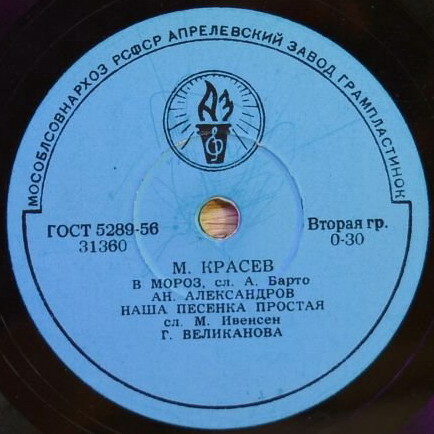 МОСОБЛСОВНАРХОЗ РСФСР АПРЕЛЕВСКИЙ ЗАВОД ГРАМПЛАСТИНОК
АЗ
ГОСТ 5289-56
31360
Вторая гр.
0-30
М. КРАСЕВ
В МОРОЗ, сл. А. Барто
АН. АЛЕКСАНДРОВ
НАША ПЕСЕНКА ПРОСТАЯ
сл. М. Ивенсен
Г. ВЕЛИКАНОВА